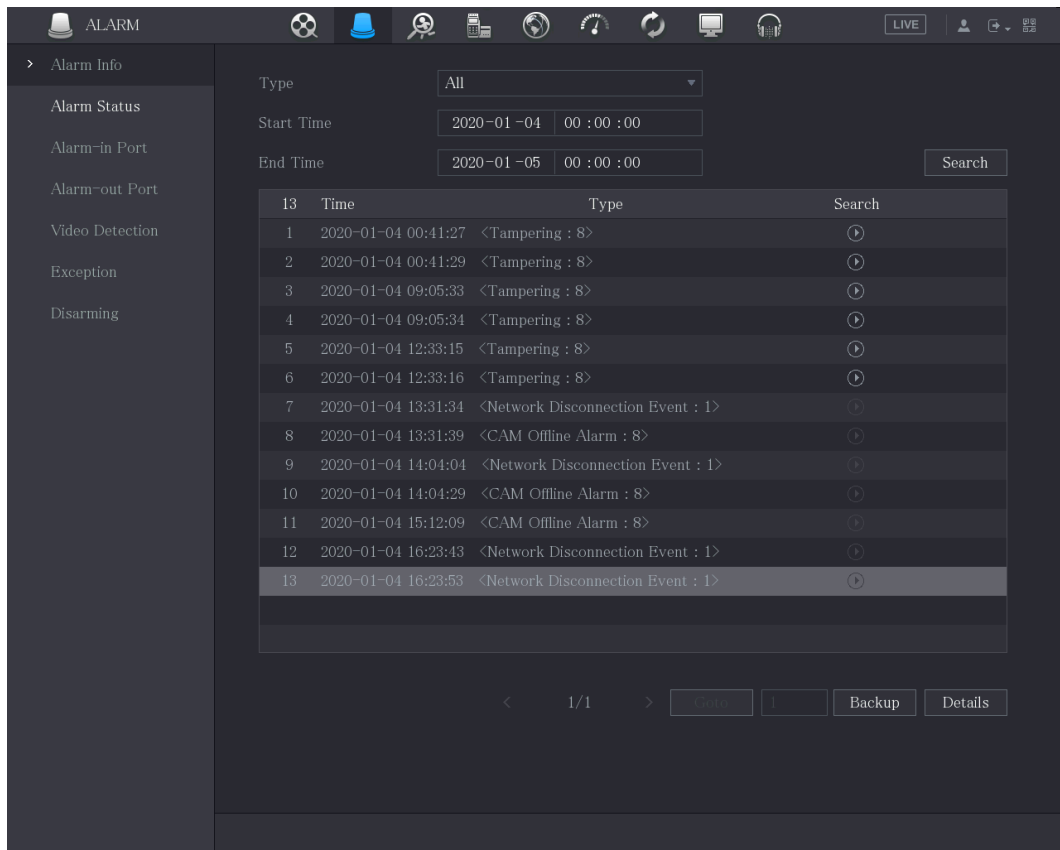 ALARM
LIVE
Alarm Info
Alarm Status
Alarm-in Port
Alarm-out Port
Video Detection
Exception
Disarming
Type All
Start Time 2020-01-04 00:00:00
End Time 2020-01-05 00:00:00
Search
13 Time Type Search
1 2020-01-04 00:41:27 <Tampering : 8>
2 2020-01-04 00:41:29 <Tampering : 8>
3 2020-01-04 09:05:33 <Tampering : 8>
4 2020-01-04 09:05:34 <Tampering : 8>
5 2020-01-04 12:33:15 <Tampering : 8>
6 2020-01-04 12:33:16 <Tampering : 8>
7 2020-01-04 13:31:34 <Network Disconnection Event : 1>
8 2020-01-04 13:31:39 <CAM Offline Alarm : 8>
9 2020-01-04 14:04:04 <Network Disconnection Event : 1>
10 2020-01-04 14:04:29 <CAM Offline Alarm : 8>
11 2020-01-04 15:12:09 <CAM Offline Alarm : 8>
12 2020-01-04 16:23:43 <Network Disconnection Event : 1>
13 2020-01-04 16:23:53 <Network Disconnection Event : 1>
< 1/1 > Goto 1 Backup Details